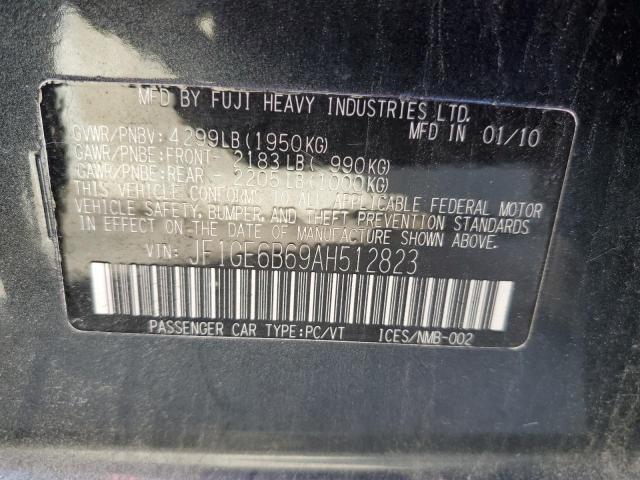 MFD BY FUJI HEAVY INDUSTRIES LTD.
MFD IN 01/10
GVWR/PNBV: 4299LB (1950KG)
GAWR/PNBE: FRONT- 2183LB( 990KG)
GAWR/PNBE: REAR - 2205LB(1000KG)
THIS VEHICLE CONFORMS TO ALL APPLICABLE FEDERAL MOTOR
VEHICLE SAFETY, BUMPER, AND THEFT PREVENTION STANDARDS
IN EFFECT ON THE DATE OF MANUFACTURE SHOWN ABOVE.
VIN: JF1GE6B69AH512823
PASSENGER CAR TYPE:PC/VT 1CES/NMB-002